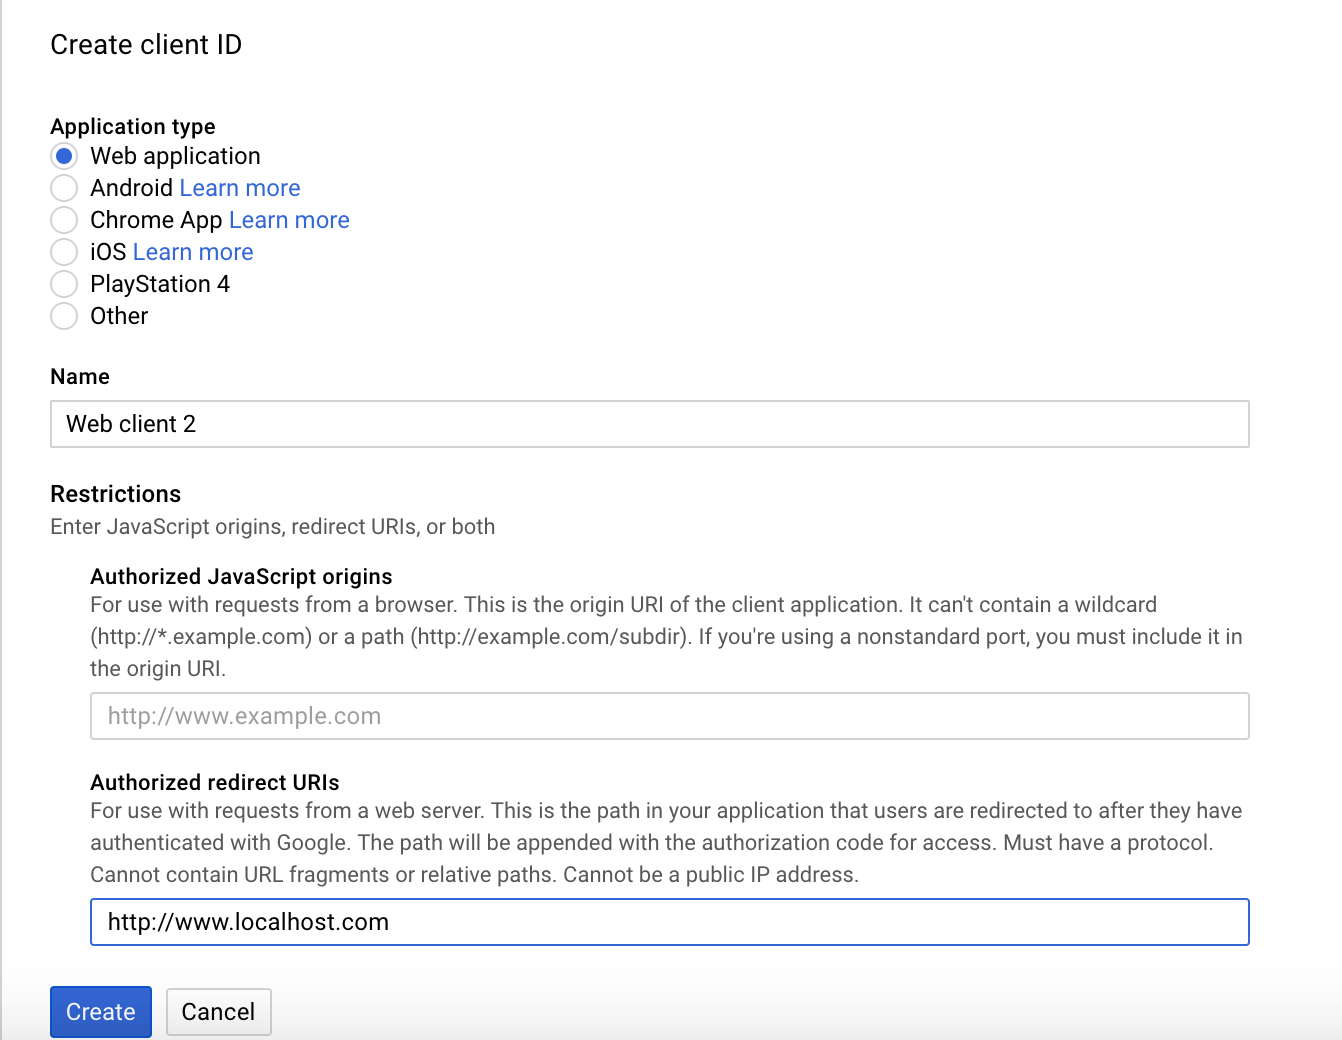 Create client ID
Application type
Web application
Android Learn more
Chrome App Learn more
iOS Learn more
PlayStation 4
Other
Name
Web client 2
Restrictions
Enter JavaScript origins, redirect URIs, or both
Authorized JavaScript origins
For use with requests from a browser. This is the origin URI of the client application. It can't contain a wildcard
(http://*.example.com) or a path (http://example.com/subdir). If you're using a nonstandard port, you must include it in
the origin URI.
http://www.example.com
Authorized redirect URIs
For use with requests from a web server. This is the path in your application that users are redirected to after they have
authenticated with Google. The path will be appended with the authorization code for access. Must have a protocol.
Cannot contain URL fragments or relative paths. Cannot be a public IP address.
http://www.localhost.com
Create Cancel